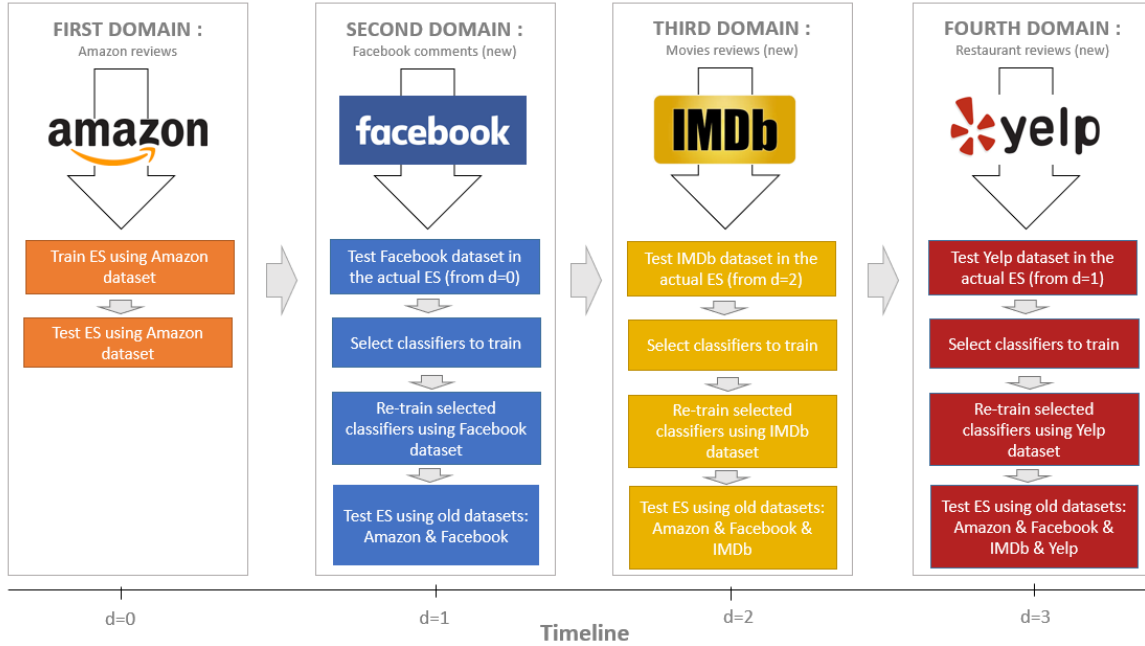 FIRST DOMAIN :
Amazon reviews
amazon
Train ES using Amazon
dataset
Test ES using Amazon
dataset
SECOND DOMAIN :
Facebook comments (new)
facebook
Test Facebook dataset in
the actual ES (from d=0)
Select classifiers to train
Re-train selected
classifiers using Facebook
dataset
Test ES using old datasets:
Amazon & Facebook
THIRD DOMAIN :
Movies reviews (new)
IMDb
Test IMDb dataset in the
actual ES (from d=2)
Select classifiers to train
Re-train selected
classifiers using IMDb
dataset
Test ES using old datasets:
Amazon & Facebook &
IMDb
FOURTH DOMAIN :
Restaurant reviews (new)
yelp
Test Yelp dataset in the
actual ES (from d=1)
Select classifiers to train
Re-train selected
classifiers using Yelp
dataset
Test ES using old datasets:
Amazon & Facebook &
IMDb & Yelp
d=0
d=1
d=2
d=3
Timeline